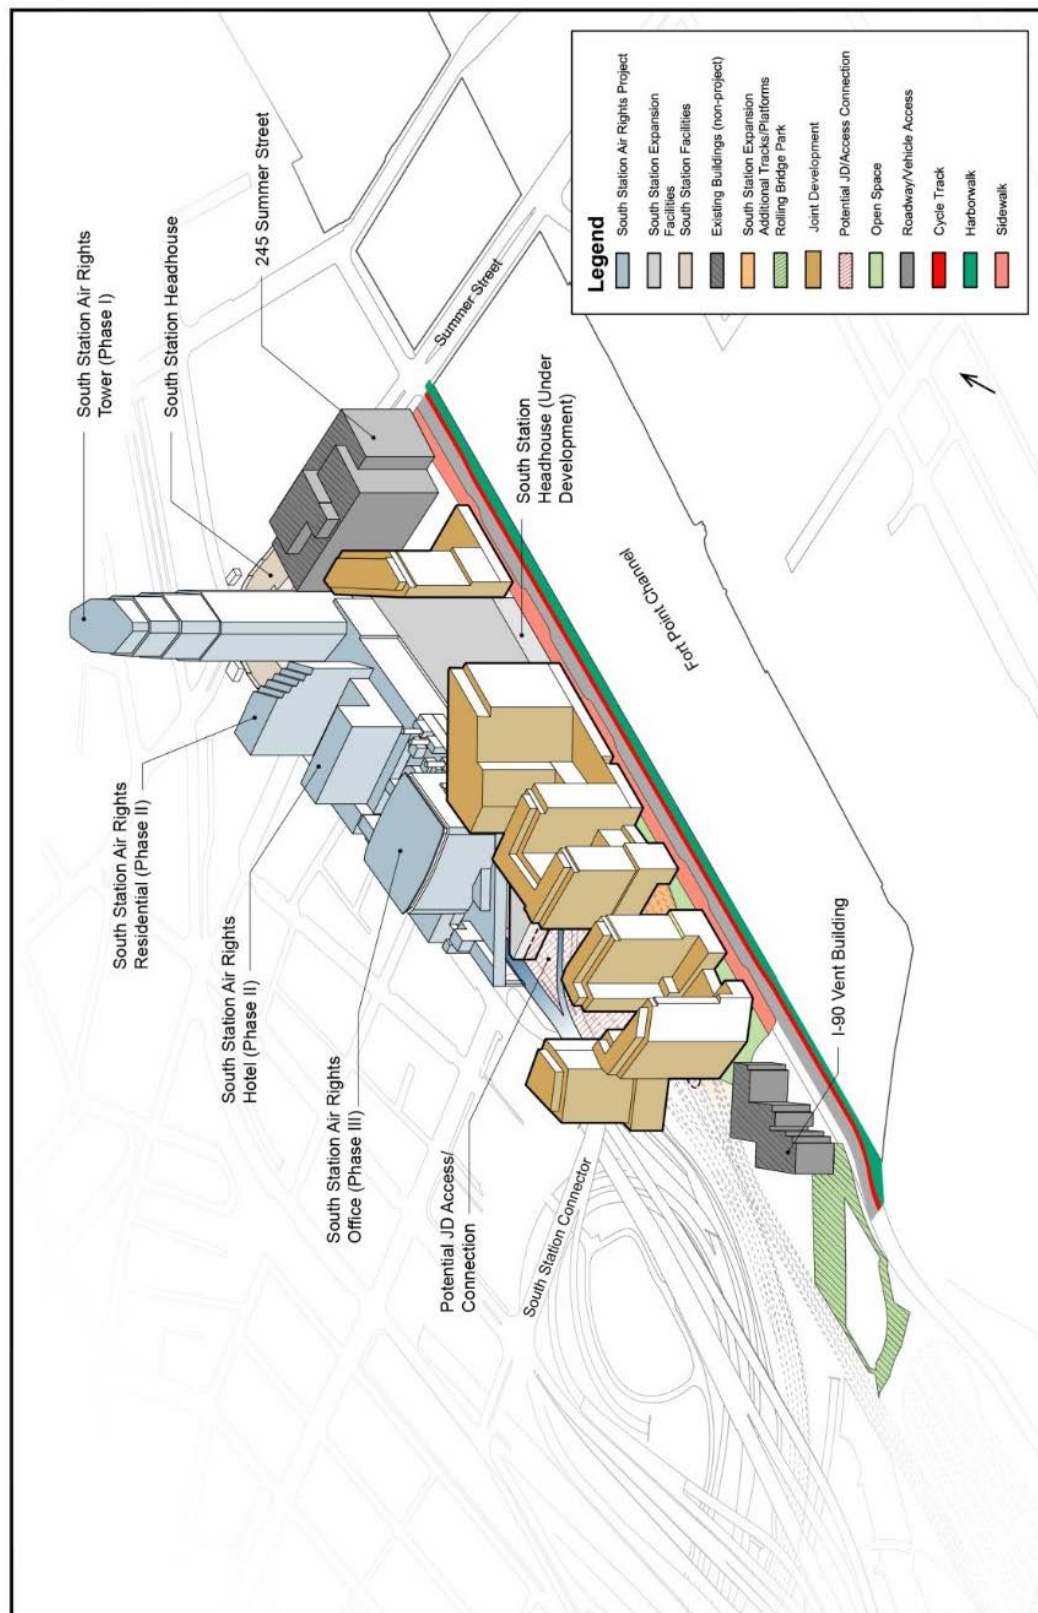 South Station Air Rights
Tower (Phase I)
South Station Headhouse
245 Summer Street
South Station Air Rights
Residential (Phase II)
South Station Air Rights
Hotel (Phase II)
South Station Air Rights
Office (Phase III)
Potential JD Access/
Connection
South Station Connector
Summer Street
South Station
Headhouse (Under
Development)
Fort Point Channel
I-90 Vent Building
Legend
South Station Air Rights Project
South Station Expansion
Facilities
South Station Facilities
Existing Buildings (non-project)
South Station Expansion
Additional Tracks/Platforms
Rolling Bridge Park
Joint Development
Potential JD/Access Connection
Open Space
Roadway/Vehicle Access
Cycle Track
Harborwalk
Sidewalk